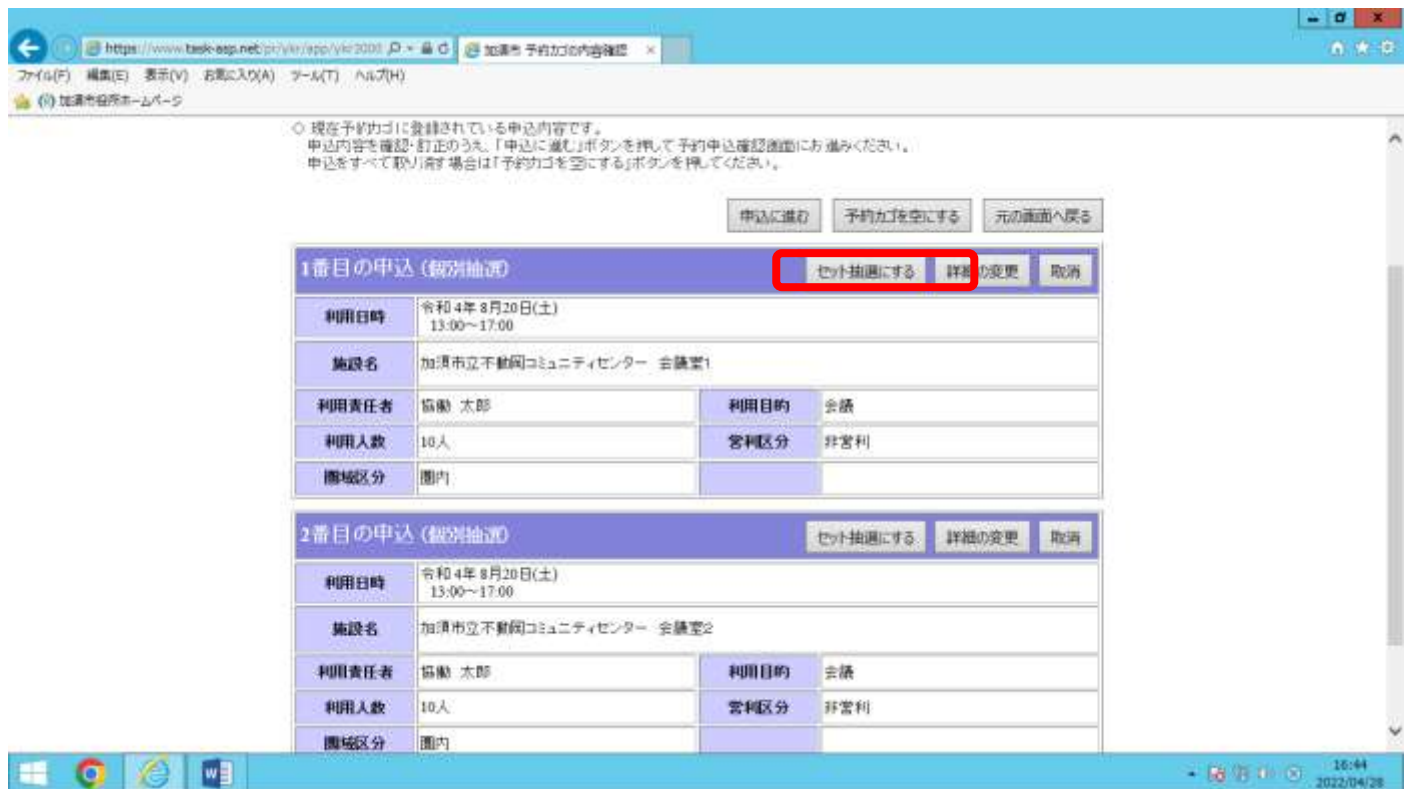 https://www.task-asp.net/pr/ykr/app/ykr2000
加須市 予約カゴの内容確認
ファイル(F) 編集(E) 表示(V) お気に入り(A) ツール(T) ヘルプ(H)
加須市役所ホームページ
◇ 現在予約カゴに登録されている申込内容です。
申込内容を確認・訂正のうえ、「申込に進む」ボタンを押して予約申込確認画面にお進みください。
申込をすべて取り消す場合は「予約カゴを空にする」ボタンを押してください。
申込に進む 予約カゴを空にする 元の画面へ戻る
1番目の申込 (個別抽選) セット抽選にする 詳細の変更 取消
利用日時 令和 4年 8月20日(土)
13:00～17:00
施設名 加須市立不動岡コミュニティセンター 会議室1
利用責任者 協働 太郎 利用目的 会議
利用人数 10人 営利区分 非営利
圏域区分 圏内
2番目の申込 (個別抽選) セット抽選にする 詳細の変更 取消
利用日時 令和 4年 8月20日(土)
13:00～17:00
施設名 加須市立不動岡コミュニティセンター 会議室2
利用責任者 協働 太郎 利用目的 会議
利用人数 10人 営利区分 非営利
圏域区分 圏内
16:44
2022/04/28